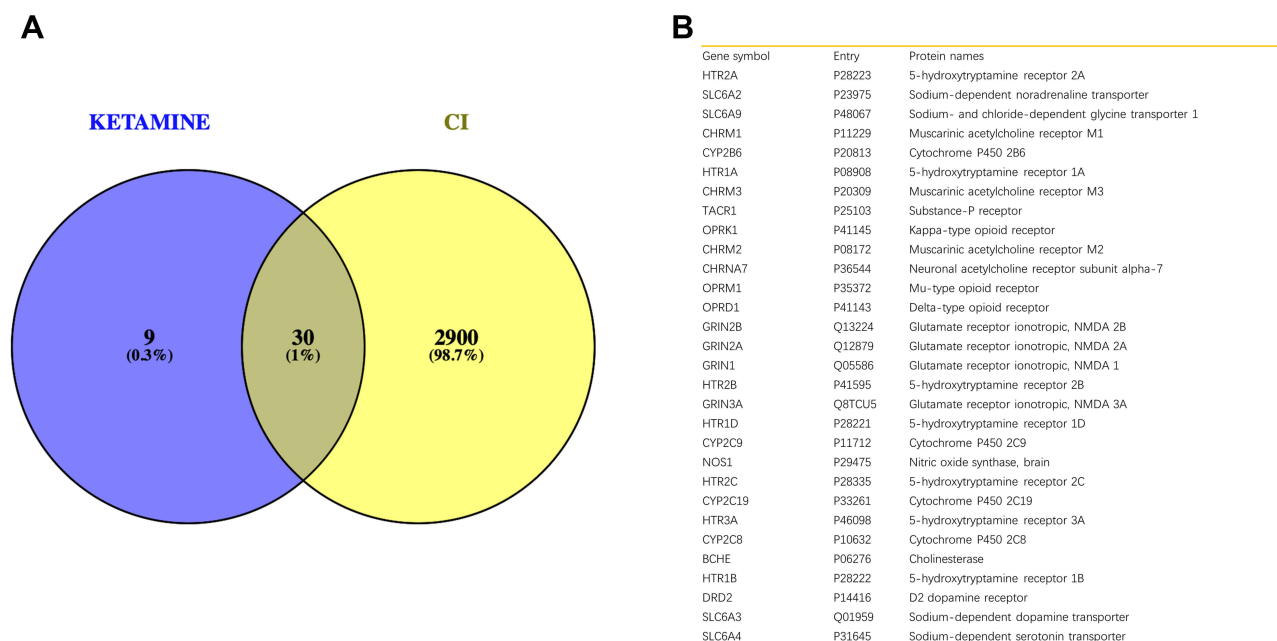 A
KETAMINE
CI
9
(0.3%)
30
(1%)
2900
(98.7%)
B
Gene symbol Entry Protein names
HTR2A P28223 5-hydroxytryptamine receptor 2A
SLC6A2 P23975 Sodium-dependent noradrenaline transporter
SLC6A9 P48067 Sodium- and chloride-dependent glycine transporter 1
CHRM1 P11229 Muscarinic acetylcholine receptor M1
CYP2B6 P20813 Cytochrome P450 2B6
HTR1A P08908 5-hydroxytryptamine receptor 1A
CHRM3 P20309 Muscarinic acetylcholine receptor M3
TACR1 P25103 Substance-P receptor
OPRK1 P41145 Kappa-type opioid receptor
CHRM2 P08172 Muscarinic acetylcholine receptor M2
CHRNA7 P36544 Neuronal acetylcholine receptor subunit alpha-7
OPRM1 P35372 Mu-type opioid receptor
OPRD1 P41143 Delta-type opioid receptor
GRIN2B Q13224 Glutamate receptor ionotropic, NMDA 2B
GRIN2A Q12879 Glutamate receptor ionotropic, NMDA 2A
GRIN1 Q05586 Glutamate receptor ionotropic, NMDA 1
HTR2B P41595 5-hydroxytryptamine receptor 2B
GRIN3A Q8TCU5 Glutamate receptor ionotropic, NMDA 3A
HTR1D P28221 5-hydroxytryptamine receptor 1D
CYP2C9 P11712 Cytochrome P450 2C9
NOS1 P29475 Nitric oxide synthase, brain
HTR2C P28335 5-hydroxytryptamine receptor 2C
CYP2C19 P33261 Cytochrome P450 2C19
HTR3A P46098 5-hydroxytryptamine receptor 3A
CYP2C8 P10632 Cytochrome P450 2C8
BCHE P06276 Cholinesterase
HTR1B P28222 5-hydroxytryptamine receptor 1B
DRD2 P14416 D2 dopamine receptor
SLC6A3 Q01959 Sodium-dependent dopamine transporter
SLC6A4 P31645 Sodium-dependent serotonin transporter